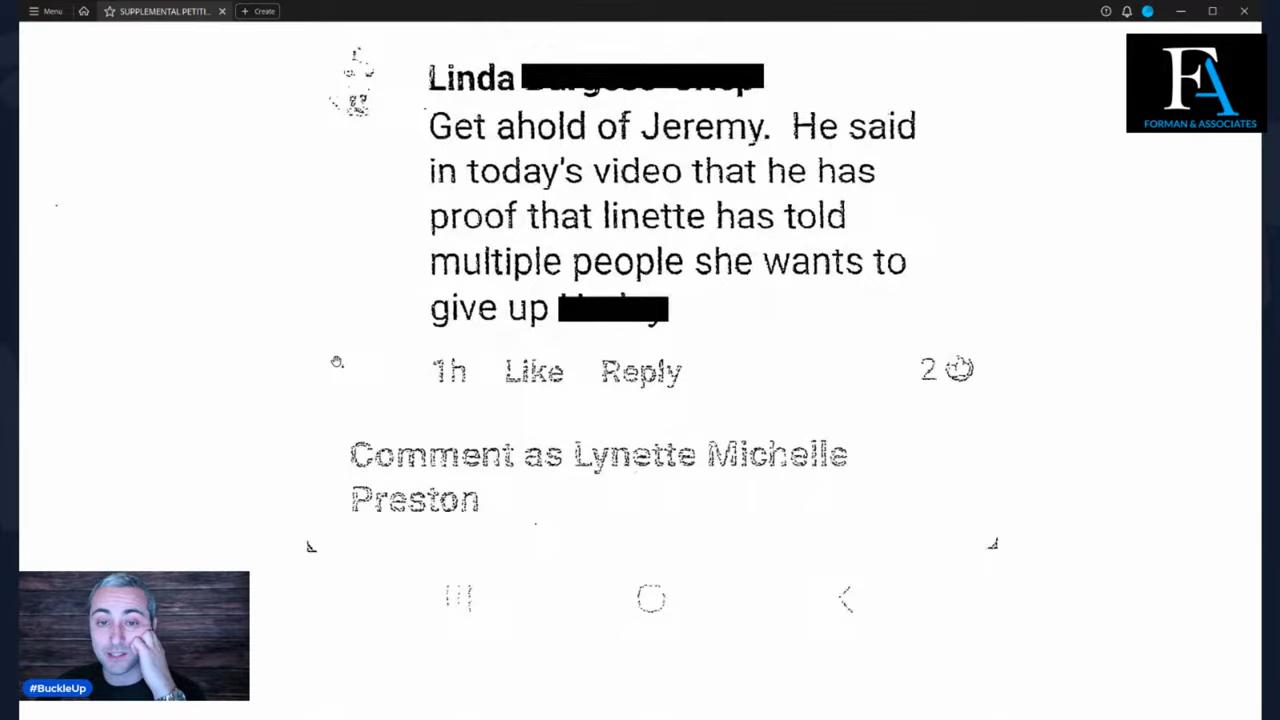 Menu
SUPPLEMENTAL PETITI...
Create
FA
FORMAN & ASSOCIATES
Linda
Get ahold of Jeremy. He said
in today's video that he has
proof that linette has told
multiple people she wants to
give up
1h Like Reply 2
Comment as Lynette Michelle
Preston
#BuckleUp